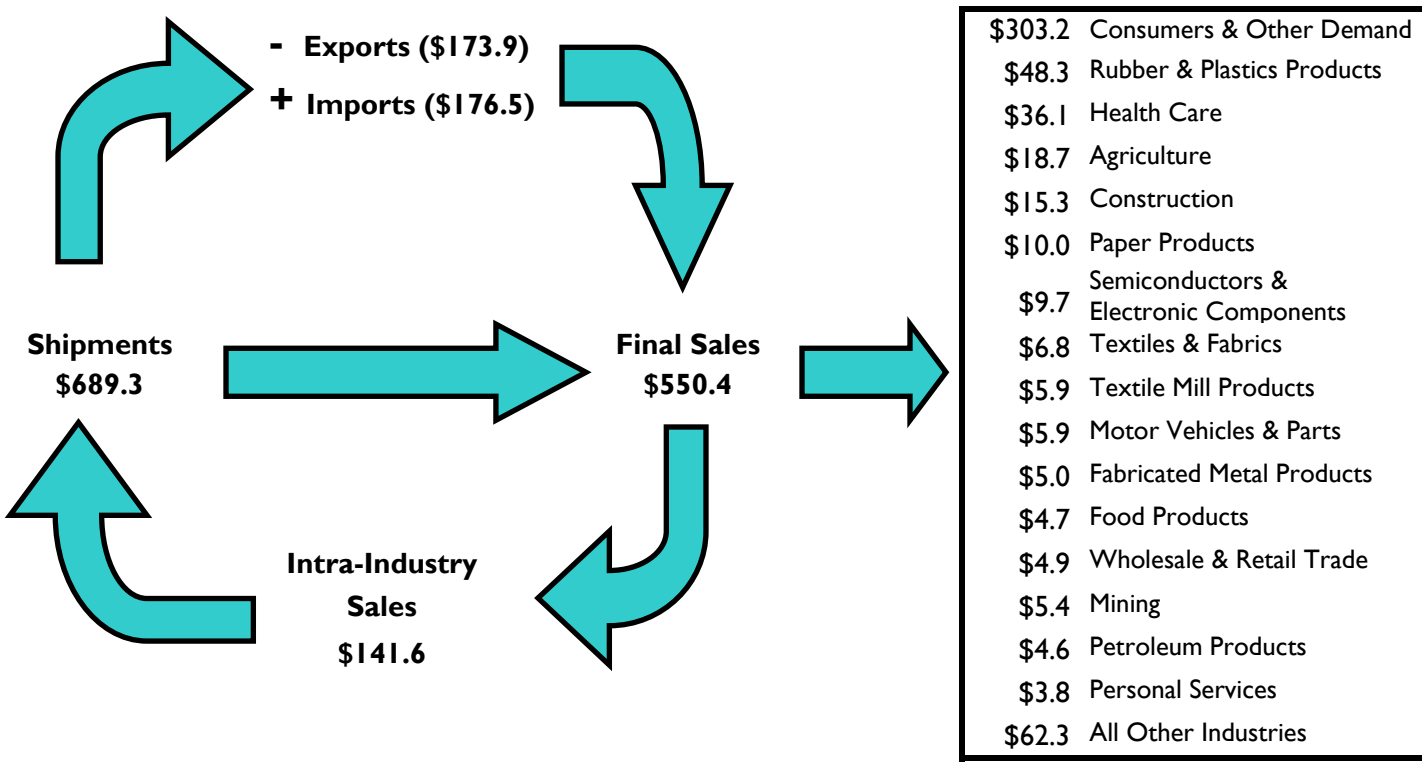 - Exports ($173.9)
+ Imports ($176.5)
Shipments
$689.3
Final Sales
$550.4
Intra-Industry
Sales
$141.6
$303.2 Consumers & Other Demand
$48.3 Rubber & Plastics Products
$36.1 Health Care
$18.7 Agriculture
$15.3 Construction
$10.0 Paper Products
$9.7 Semiconductors &
Electronic Components
$6.8 Textiles & Fabrics
$5.9 Textile Mill Products
$5.9 Motor Vehicles & Parts
$5.0 Fabricated Metal Products
$4.7 Food Products
$4.9 Wholesale & Retail Trade
$5.4 Mining
$4.6 Petroleum Products
$3.8 Personal Services
$62.3 All Other Industries